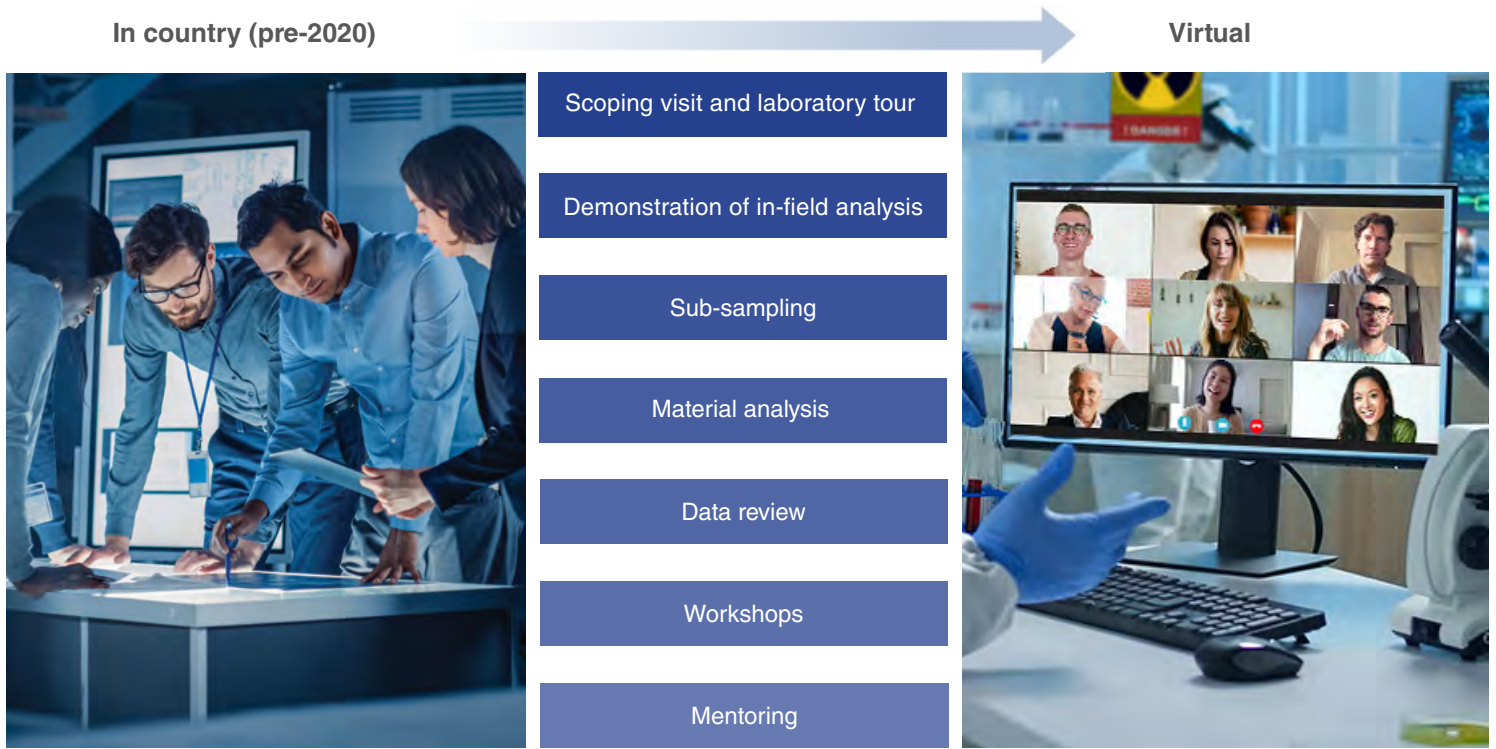 In country (pre-2020)
Virtual
Scoping visit and laboratory tour
Demonstration of in-field analysis
Sub-sampling
Material analysis
Data review
Workshops
Mentoring
! DANGER !